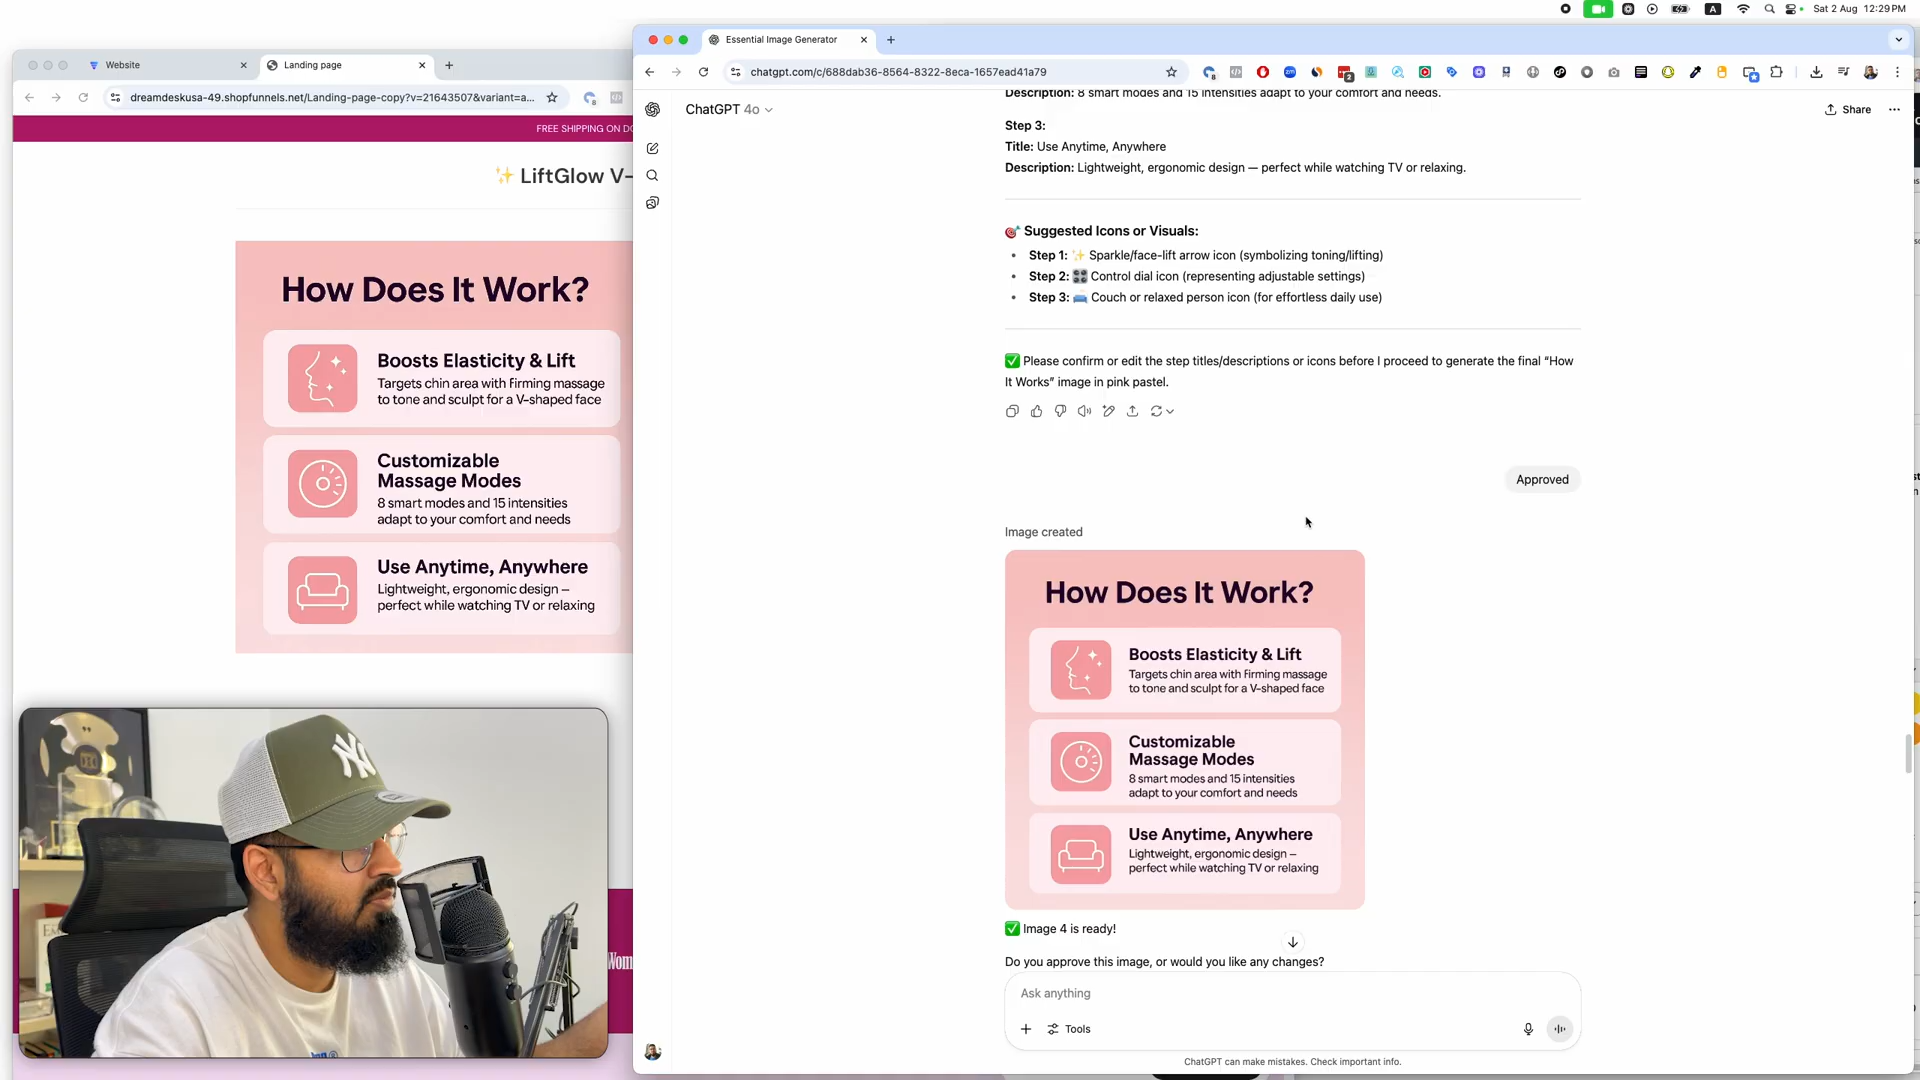 Sat 2 Aug 12:29 PM
Website
Landing page
dreamdeskusa-49.shopfunnels.net/Landing-page-copy?v=21643507&variant=a...
FREE SHIPPING ON DO
✨ LiftGlow V-
How Does It Work?
Boosts Elasticity & Lift
Targets chin area with firming massage
to tone and sculpt for a V-shaped face
Customizable
Massage Modes
8 smart modes and 15 intensities
adapt to your comfort and needs
Use Anytime, Anywhere
Lightweight, ergonomic design –
perfect while watching TV or relaxing
NY
Wom
Essential Image Generator
chatgpt.com/c/688dab36-8564-8322-8eca-1657ead41a79
ChatGPT 4o
Share
Description: 8 smart modes and 15 intensities adapt to your comfort and needs.
Step 3:
Title: Use Anytime, Anywhere
Description: Lightweight, ergonomic design — perfect while watching TV or relaxing.
🎯 Suggested Icons or Visuals:
• Step 1: ✨ Sparkle/face-lift arrow icon (symbolizing toning/lifting)
• Step 2: 🎛️ Control dial icon (representing adjustable settings)
• Step 3: 🛋️ Couch or relaxed person icon (for effortless daily use)
✅ Please confirm or edit the step titles/descriptions or icons before I proceed to generate the final “How
It Works” image in pink pastel.
Approved
Image created
How Does It Work?
Boosts Elasticity & Lift
Targets chin area with firming massage
to tone and sculpt for a V-shaped face
Customizable
Massage Modes
8 smart modes and 15 intensities
adapt to your comfort and needs
Use Anytime, Anywhere
Lightweight, ergonomic design –
perfect while watching TV or relaxing
✅ Image 4 is ready!
Do you approve this image, or would you like any changes?
Ask anything
Tools
ChatGPT can make mistakes. Check important info.